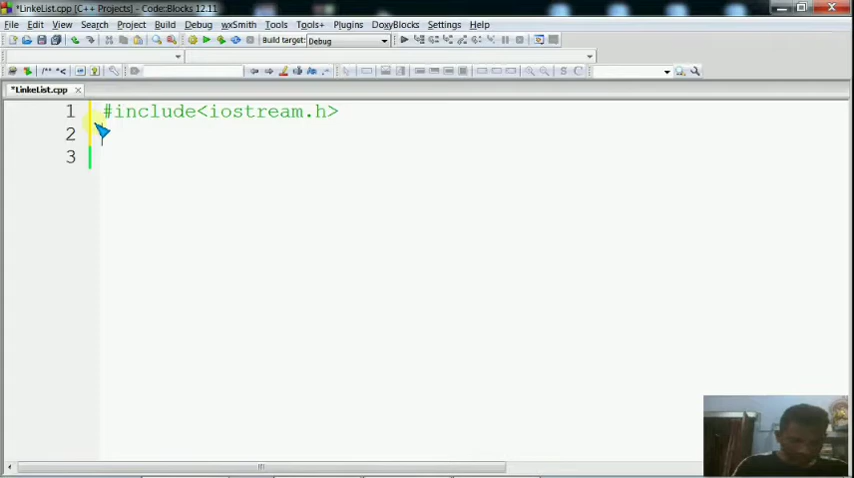 *LinkeList.cpp [C++ Projects] - Code::Blocks 12.11
File Edit View Search Project Build Debug wxSmith Tools Tools+ Plugins DoxyBlocks Settings Help
Build target: Debug
/** *<
S C
*LinkeList.cpp
1 #include<iostream.h>
2
3